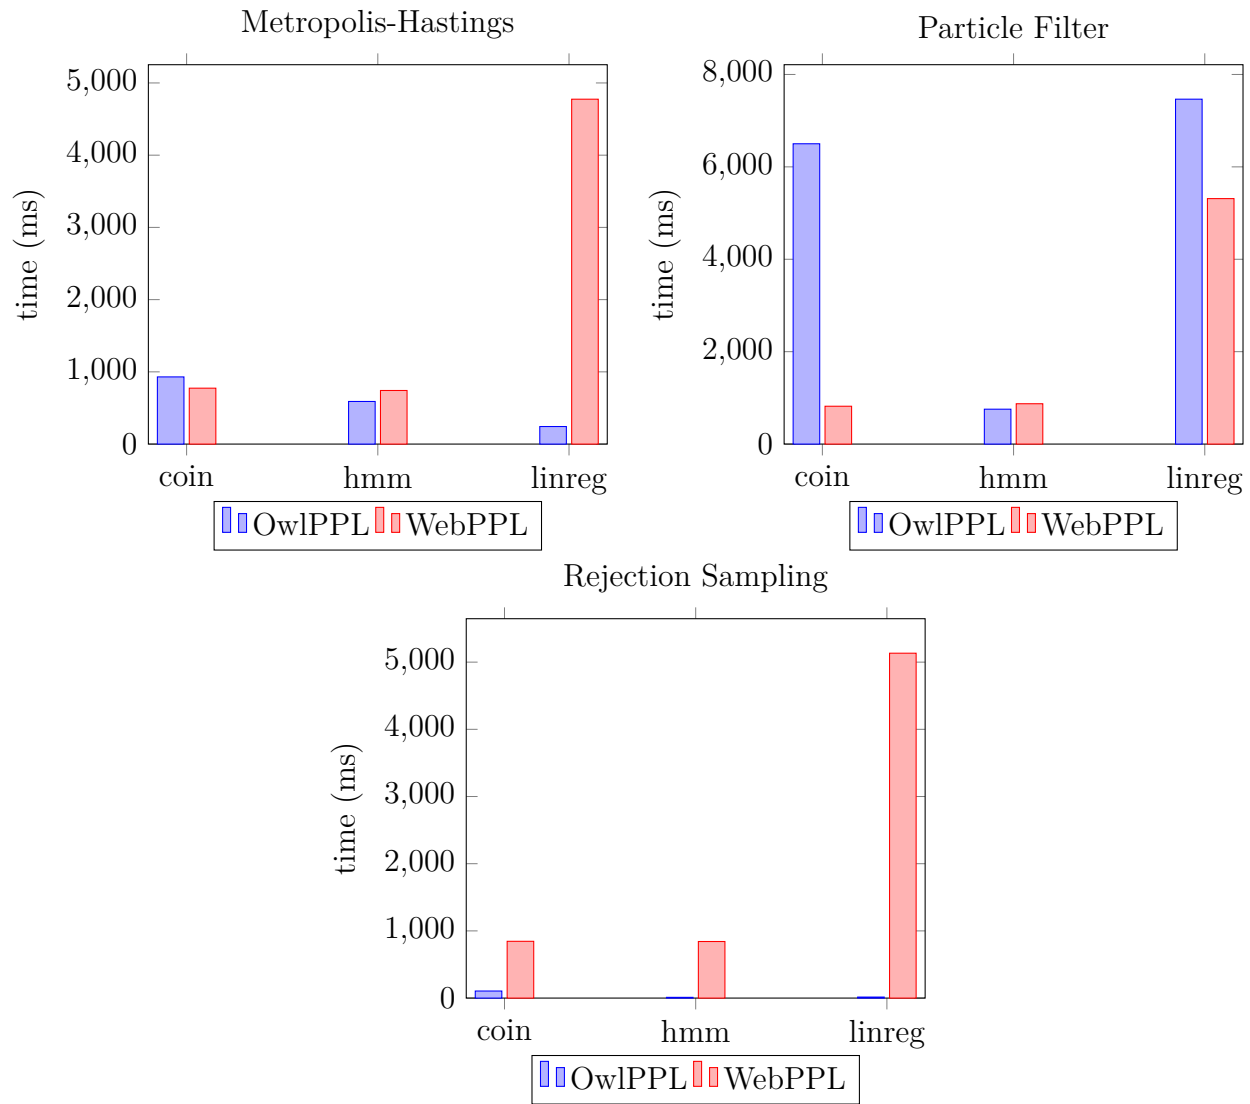 Metropolis-Hastings
5,000
4,000
3,000
2,000
1,000
0
time (ms)
coin hmm linreg
OwlPPL WebPPL
Particle Filter
8,000
6,000
4,000
2,000
0
time (ms)
coin hmm linreg
OwlPPL WebPPL
Rejection Sampling
5,000
4,000
3,000
2,000
1,000
0
time (ms)
coin hmm linreg
OwlPPL WebPPL